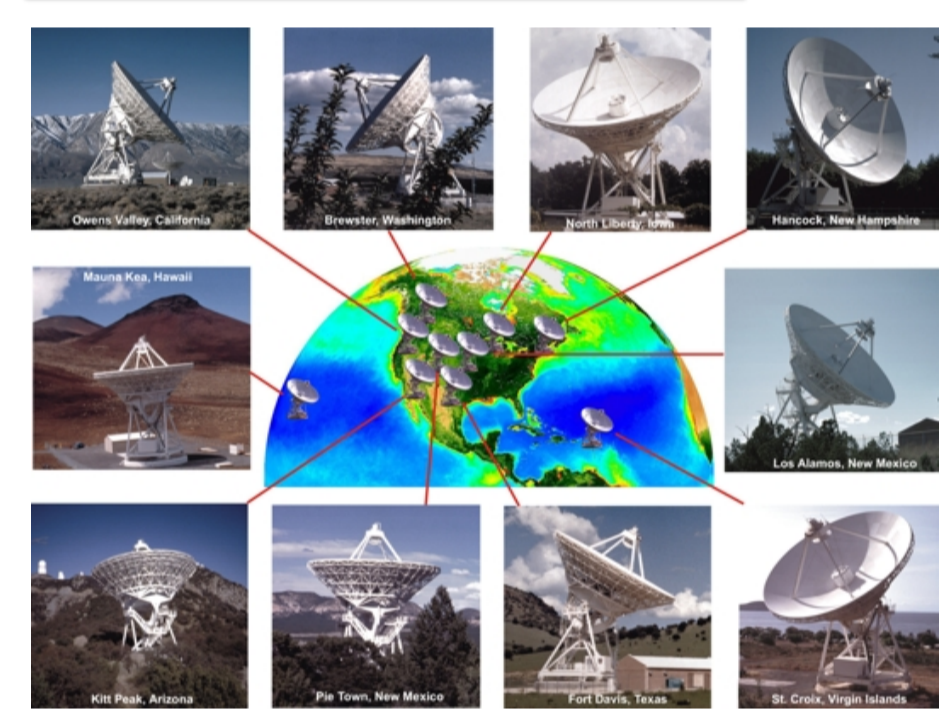 Owens Valley, California
Brewster, Washington
North Liberty, Iowa
Hancock, New Hampshire
Mauna Kea, Hawaii
Los Alamos, New Mexico
Kitt Peak, Arizona
Pie Town, New Mexico
Fort Davis, Texas
St. Croix, Virgin Islands